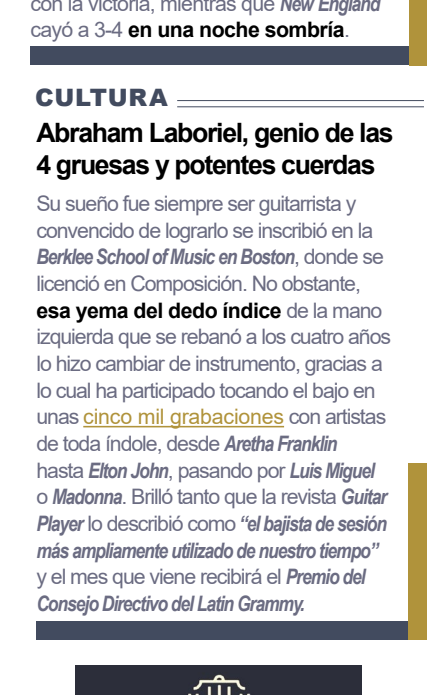 con la victoria, mientras que New England
cayó a 3-4 en una noche sombría.
CULTURA
Abraham Laboriel, genio de las
4 gruesas y potentes cuerdas
Su sueño fue siempre ser guitarrista y
convencido de lograrlo se inscribió en la
Berklee School of Music en Boston, donde se
licenció en Composición. No obstante,
esa yema del dedo índice de la mano
izquierda que se rebanó a los cuatro años
lo hizo cambiar de instrumento, gracias a
lo cual ha participado tocando el bajo en
unas cinco mil grabaciones con artistas
de toda índole, desde Aretha Franklin
hasta Elton John, pasando por Luis Miguel
o Madonna. Brilló tanto que la revista Guitar
Player lo describió como “el bajista de sesión
más ampliamente utilizado de nuestro tiempo”
y el mes que viene recibirá el Premio del
Consejo Directivo del Latin Grammy.